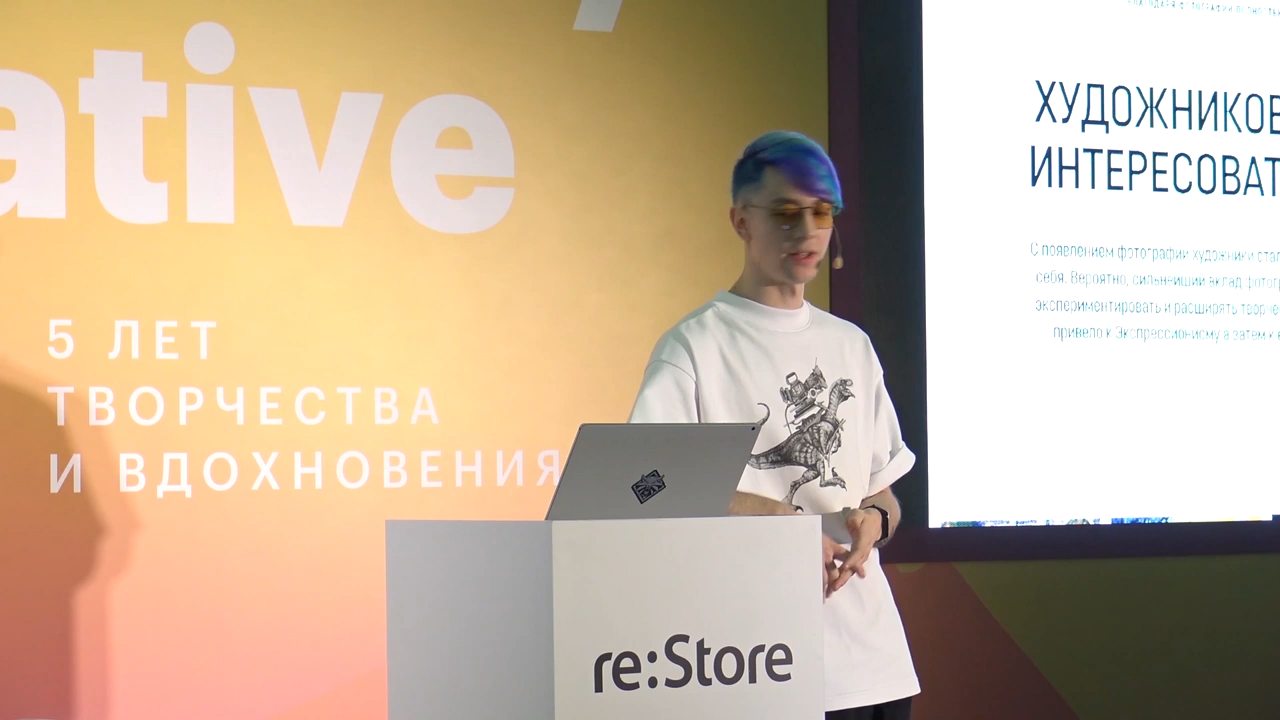 ative
5 ЛЕТ
ТВОРЧЕСТВА
И ВДОХНОВЕНИЯ
ХУДОЖНИКОВ
ИНТЕРЕСОВАТ
С появлением фотографии художники стал
себя. Вероятно, сильнейший вклад фотогр
экспериментировать и расширять творче
привело к Экспрессионизму а затем к
re:Store